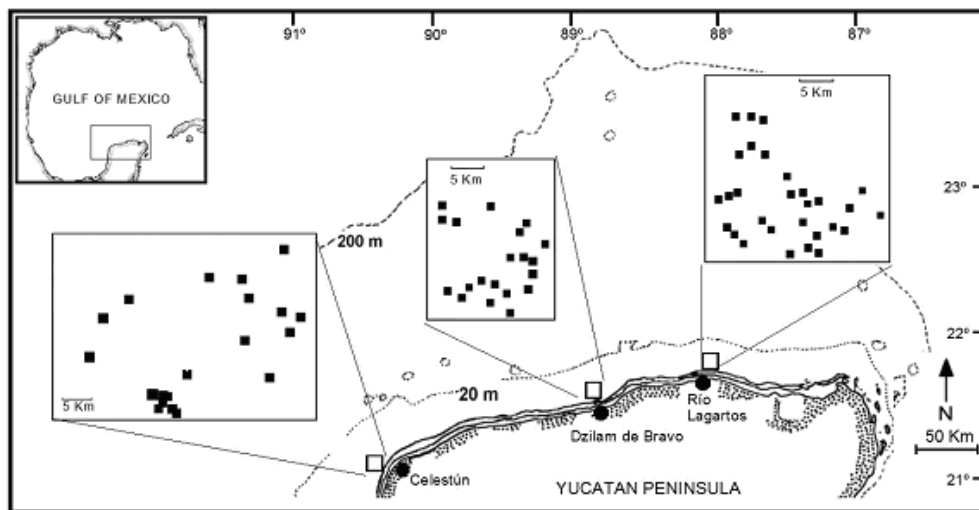 91º
90º
89º
88º
87º
GULF OF MEXICO
5 Km
5 Km
23º
200 m
5 Km
22º
20 m
Río
Lagartos
N
Dzilam de Bravo
50 Km
Celestún
YUCATAN PENINSULA
21º